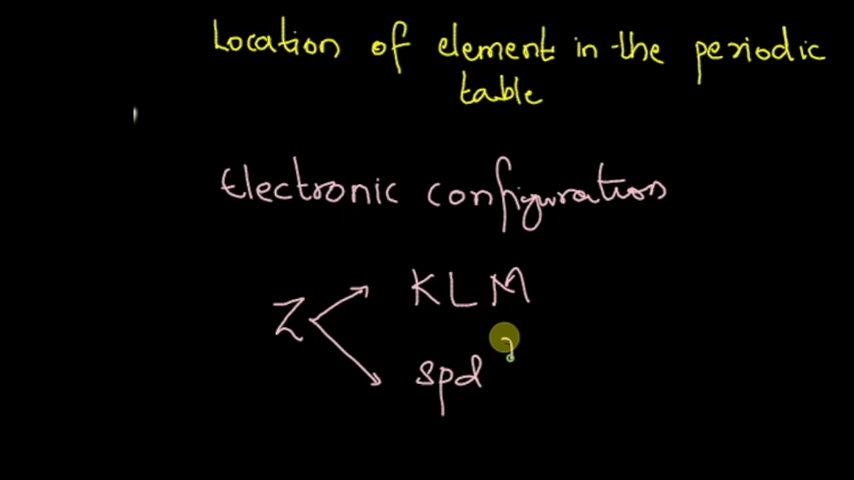 Location of element in the periodic
table
Electronic configuration
Z KLM
spd